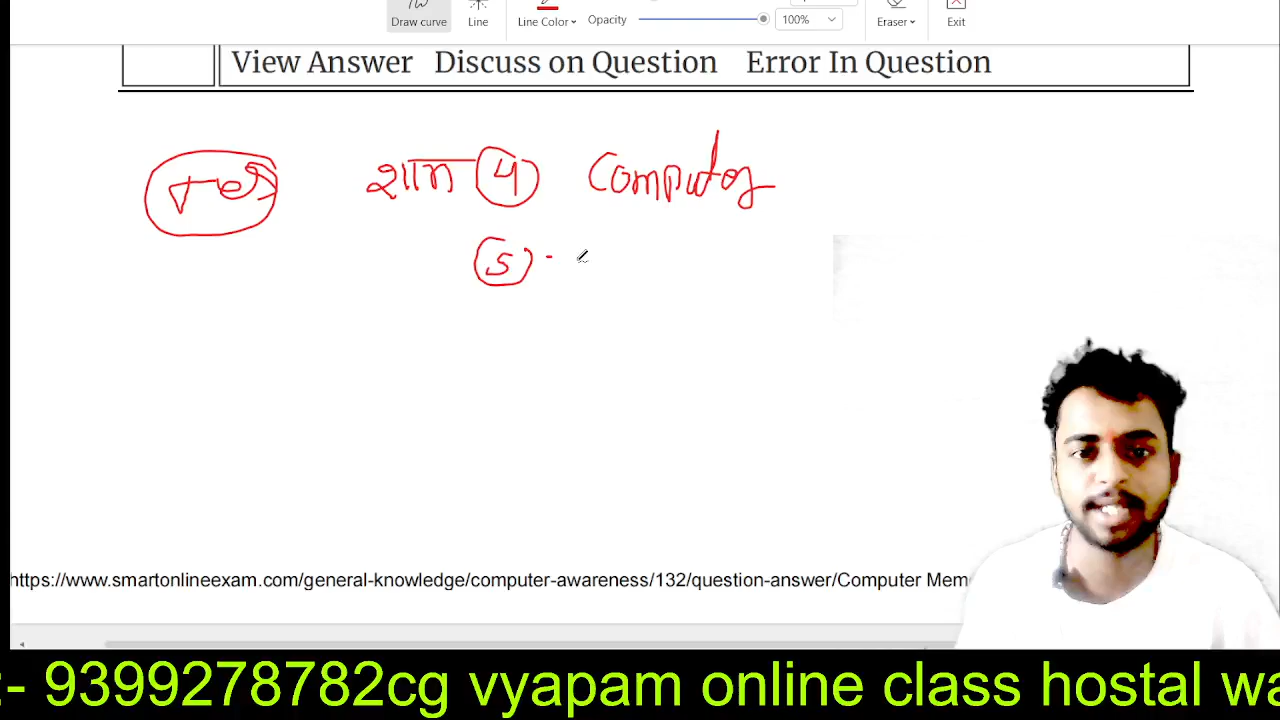 Draw curve Line Line Color Opacity 100% Eraser Exit
View Answer Discuss on Question Error In Question
शाम 4 Computer
5
https://www.smartonlineexam.com/general-knowledge/computer-awareness/132/question-answer/Computer Mem
:- 9399278782cg vyapam online class hostal wa